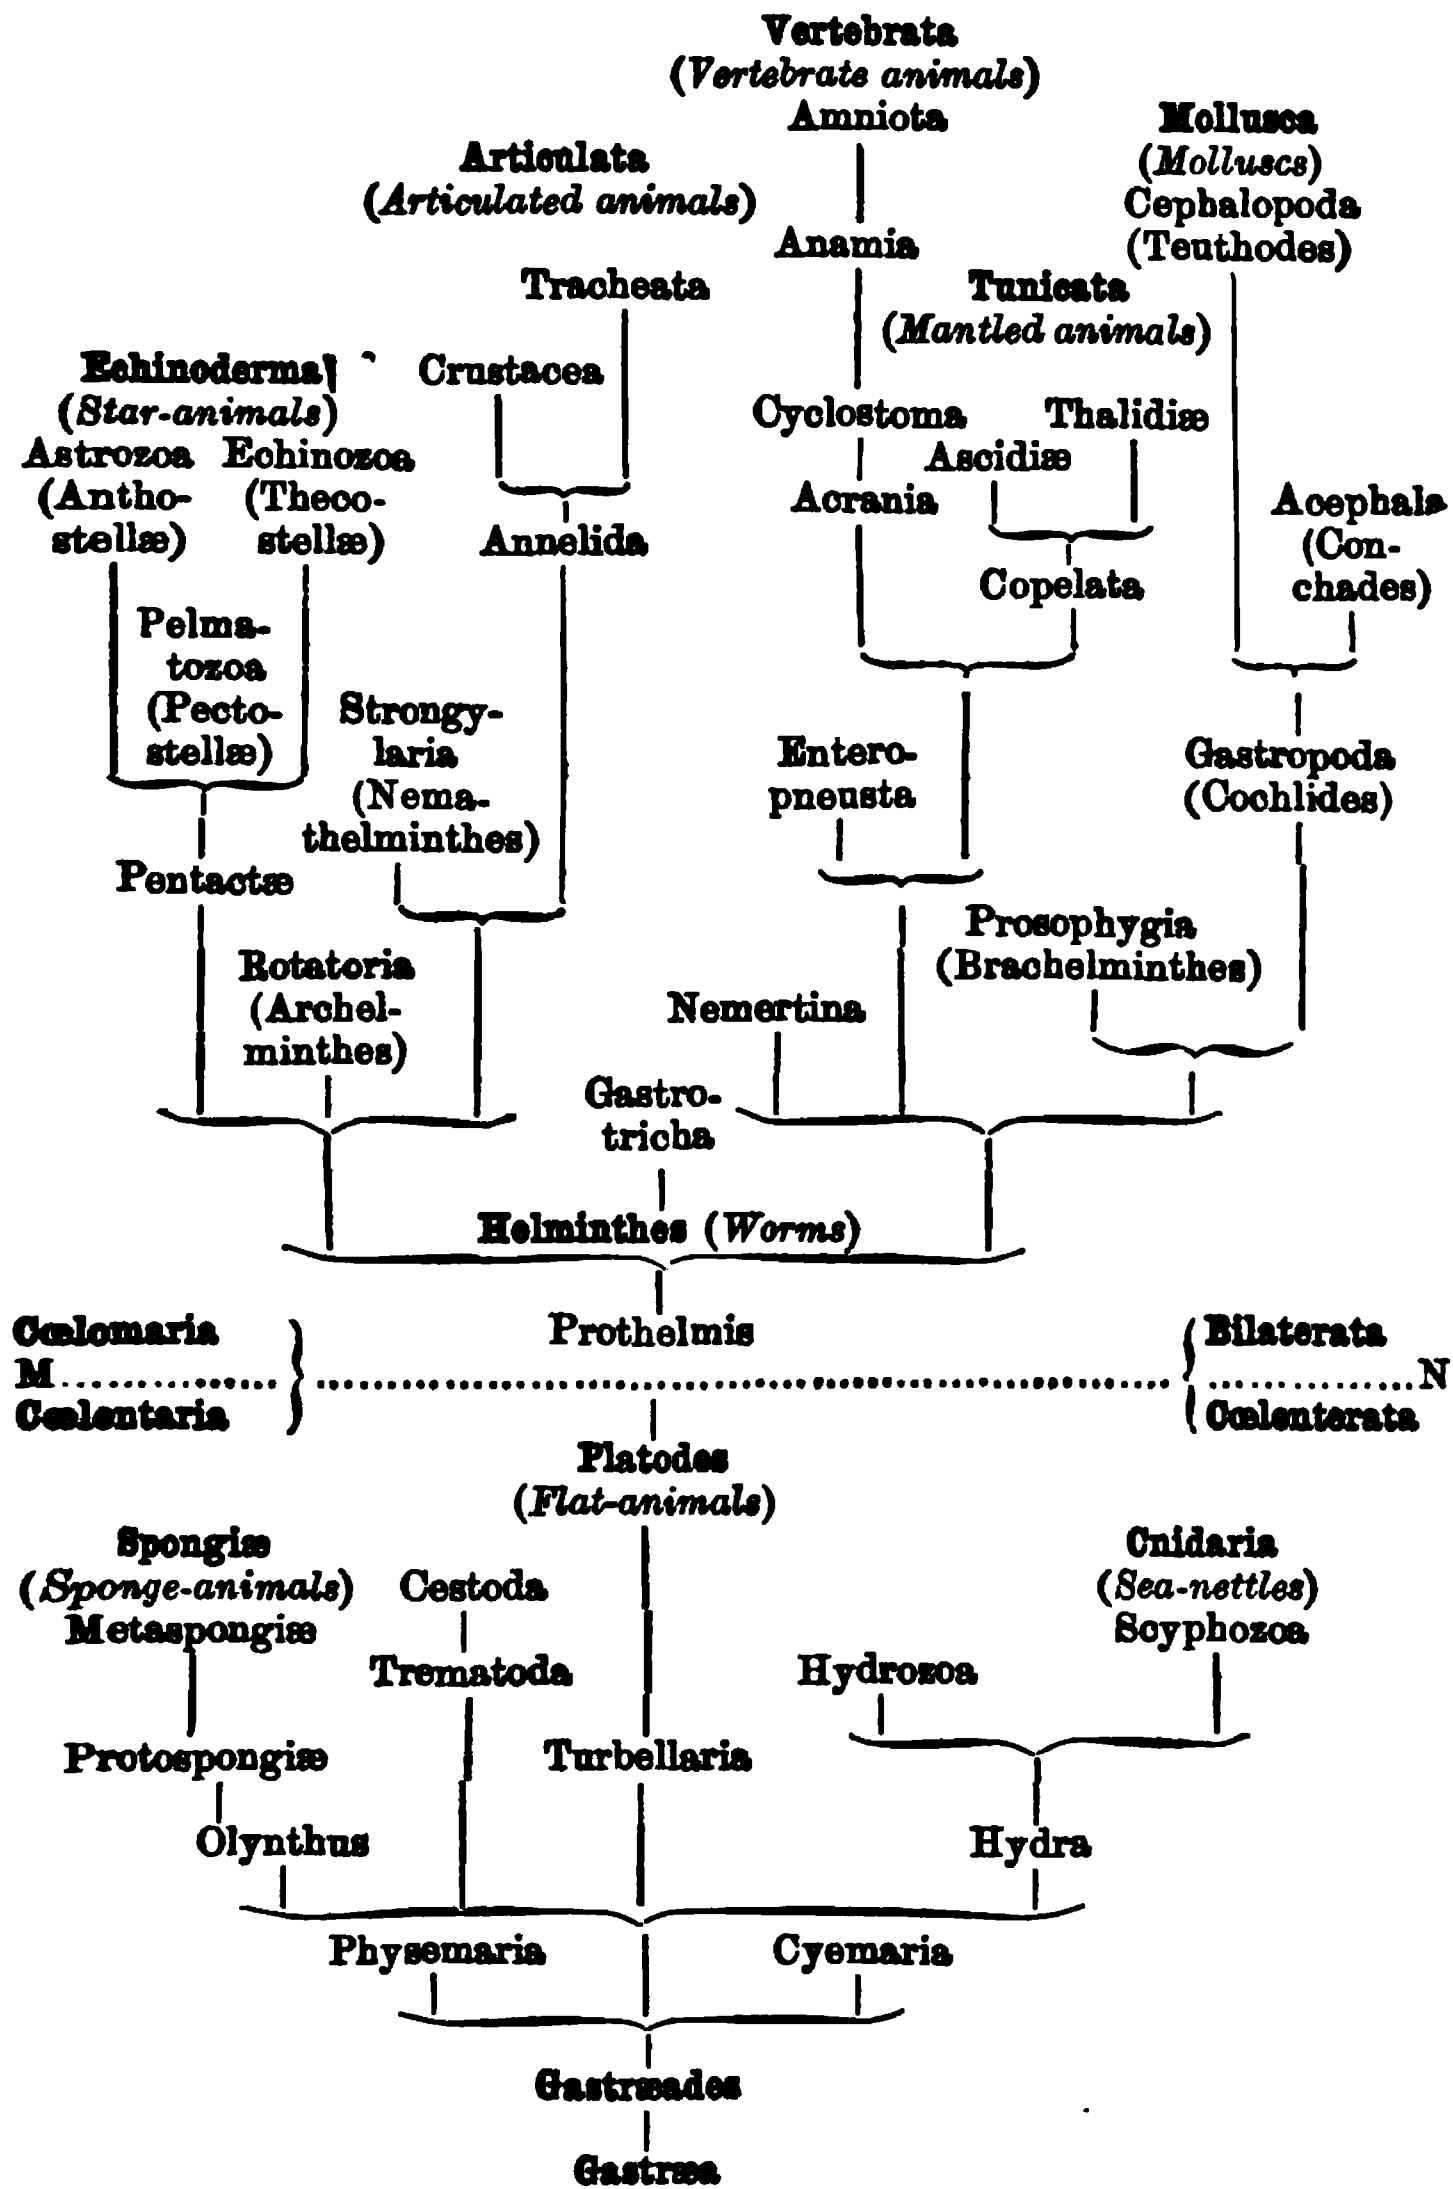 Vertebrata
(Vertebrate animals)
Amniota
Mollusca
Articulata
(Molluscs)
(Articulated animals)
Cephalopoda
Anamia
(Teuthodes)
Tracheata
Tunicata
(Mantled animals)
Echinoderma
Crustacea
(Star-animals)
Cyclostoma
Thalidiæ
Astrozoa
Echinozoa
Ascidiæ
(Antho-
(Theco-
Acrania
Acephala
stellæ)
stellæ)
Annelida
(Con-
Copelata
chades)
Pelma-
tozoa
(Pecto-
Strongy-
stellæ)
laria
Entero-
Gastropoda
(Nema-
pneusta
(Cochlides)
thelminthes)
Pentactæ
Prosophygia
Rotatoria
(Brachelminthes)
(Archel-
Nemertina
minthes)
Gastro-
tricha
Helminthes (Worms)
Cœlomaria
Prothelmis
Bilaterata
M
N
Cœlentaria
Cœlenterata
Platodes
(Flat-animals)
Spongiæ
Cnidaria
(Sponge-animals)
Cestoda
(Sea-nettles)
Metaspongiæ
Scyphozoa
Trematoda
Hydrozoa
Protospongiæ
Turbellaria
Olynthus
Hydra
Physemaria
Cyemaria
Gastræades
Gastræa